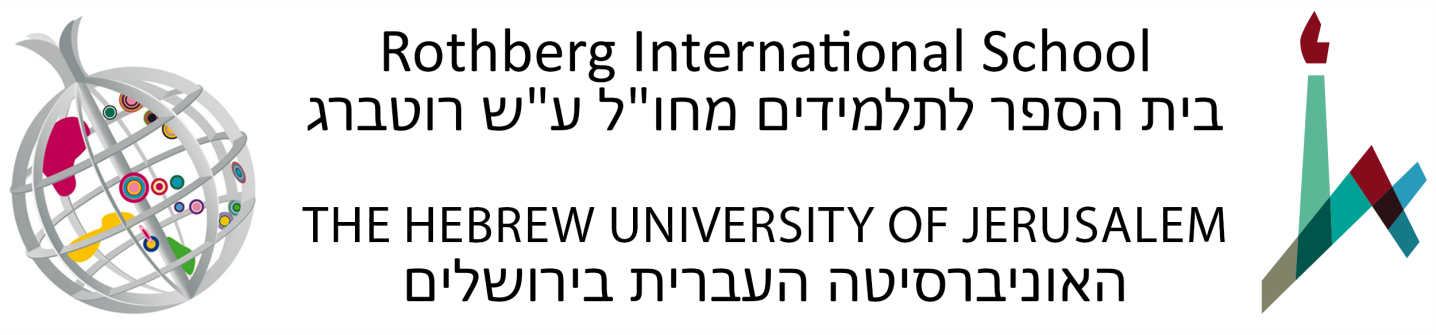 Rothberg International School
בית הספר לתלמידים מחו"ל ע"ש רוטברג
THE HEBREW UNIVERSITY OF JERUSALEM
האוניברסיטה העברית בירושלים